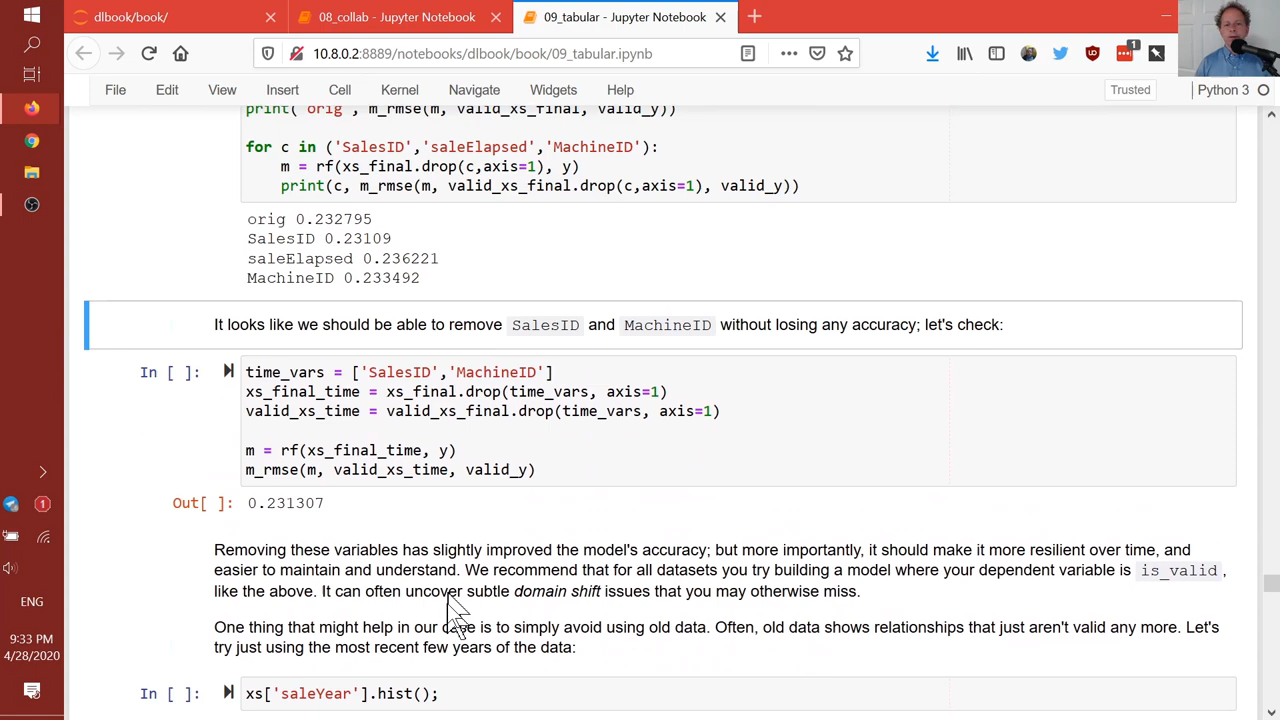 dlbook/book/
08_collab - Jupyter Notebook
09_tabular - Jupyter Notebook
10.8.0.2:8889/notebooks/dlbook/book/09_tabular.ipynb
1
File Edit View Insert Cell Kernel Navigate Widgets Help
Trusted
Python 3
print('orig', m_rmse(m, valid_xs_final, valid_y))
for c in ('SalesID','saleElapsed','MachineID'):
m = rf(xs_final.drop(c,axis=1), y)
print(c, m_rmse(m, valid_xs_final.drop(c,axis=1), valid_y))
orig 0.232795
SalesID 0.23109
saleElapsed 0.236221
MachineID 0.233492
It looks like we should be able to remove SalesID and MachineID without losing any accuracy; let's check:
In [ ]:
time_vars = ['SalesID','MachineID']
xs_final_time = xs_final.drop(time_vars, axis=1)
valid_xs_time = valid_xs_final.drop(time_vars, axis=1)
m = rf(xs_final_time, y)
m_rmse(m, valid_xs_time, valid_y)
Out[ ]: 0.231307
Removing these variables has slightly improved the model's accuracy; but more importantly, it should make it more resilient over time, and
easier to maintain and understand. We recommend that for all datasets you try building a model where your dependent variable is is_valid ,
like the above. It can often uncover subtle domain shift issues that you may otherwise miss.
One thing that might help in our case is to simply avoid using old data. Often, old data shows relationships that just aren't valid any more. Let's
try just using the most recent few years of the data:
In [ ]: xs['saleYear'].hist();
1
ENG
9:33 PM
4/28/2020